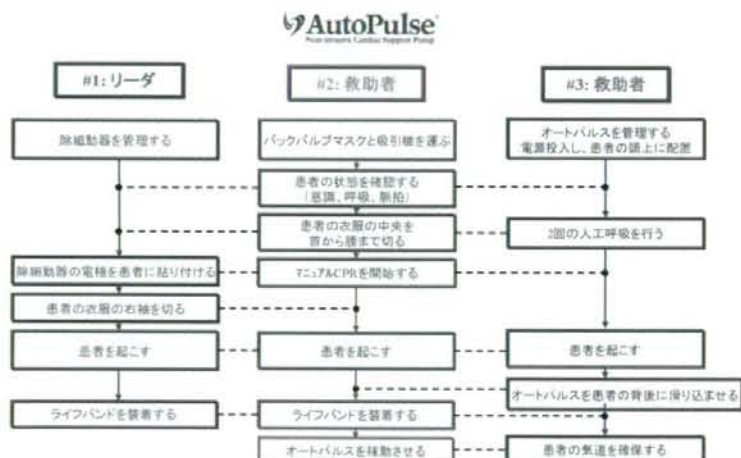 AutoPulse
Non-invasive Cardiac Support Pump
#1: リーダ
#2: 救助者
#3: 救助者
除細動器を管理する
バックバルブマスクと吸引機を運ぶ
オートパルスを管理する
電源投入し、患者の頭上に配置
患者の状態を確認する
(意識、呼吸、脈拍)
患者の衣服の中央を
首から腰まで切る
2回の人工呼吸を行う
除細動器の電極を患者に貼り付ける
マニュアルCPRを開始する
患者の衣服の右袖を切る
患者を起こす
患者を起こす
患者を起こす
オートパルスを患者の背後に滑り込ませる
ライフバンドを装着する
ライフバンドを装着する
オートパルスを稼動させる
患者の気道を確保する